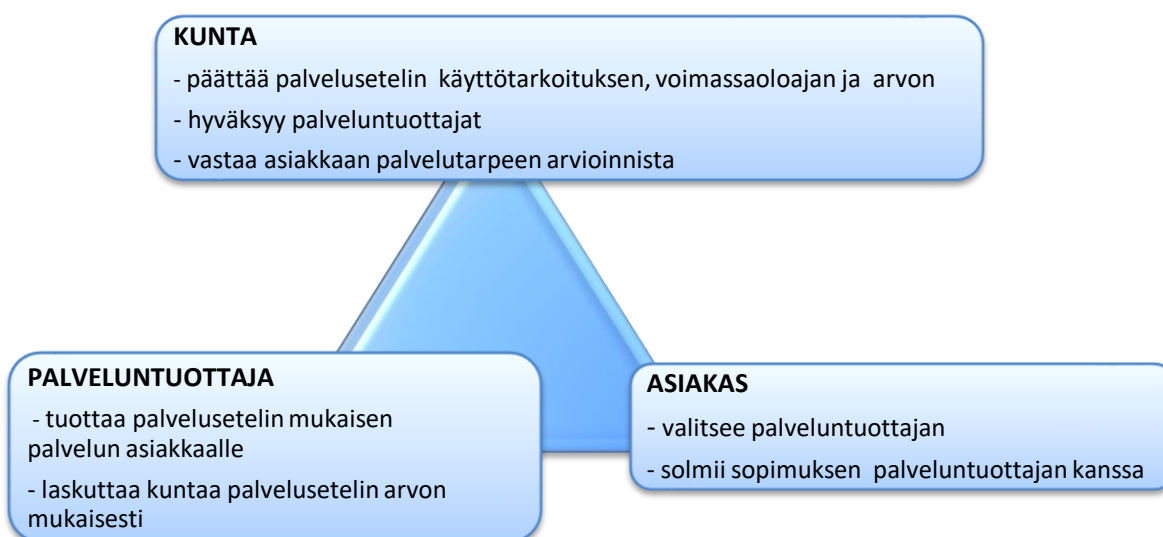 KUNTA
- päättää palvelusetelin käyttötarkoituksen, voimassaoloajan ja arvon
- hyväksyy palveluntuottajat
- vastaa asiakkaan palvelutarpeen arvioinnista
PALVELUNTUOTTAJA
- tuottaa palvelusetelin mukaisen
palvelun asiakkaalle
- laskuttaa kuntaa palvelusetelin arvon
mukaisesti
ASIAKAS
- valitsee palveluntuottajan
- solmii sopimuksen palveluntuottajan kanssa